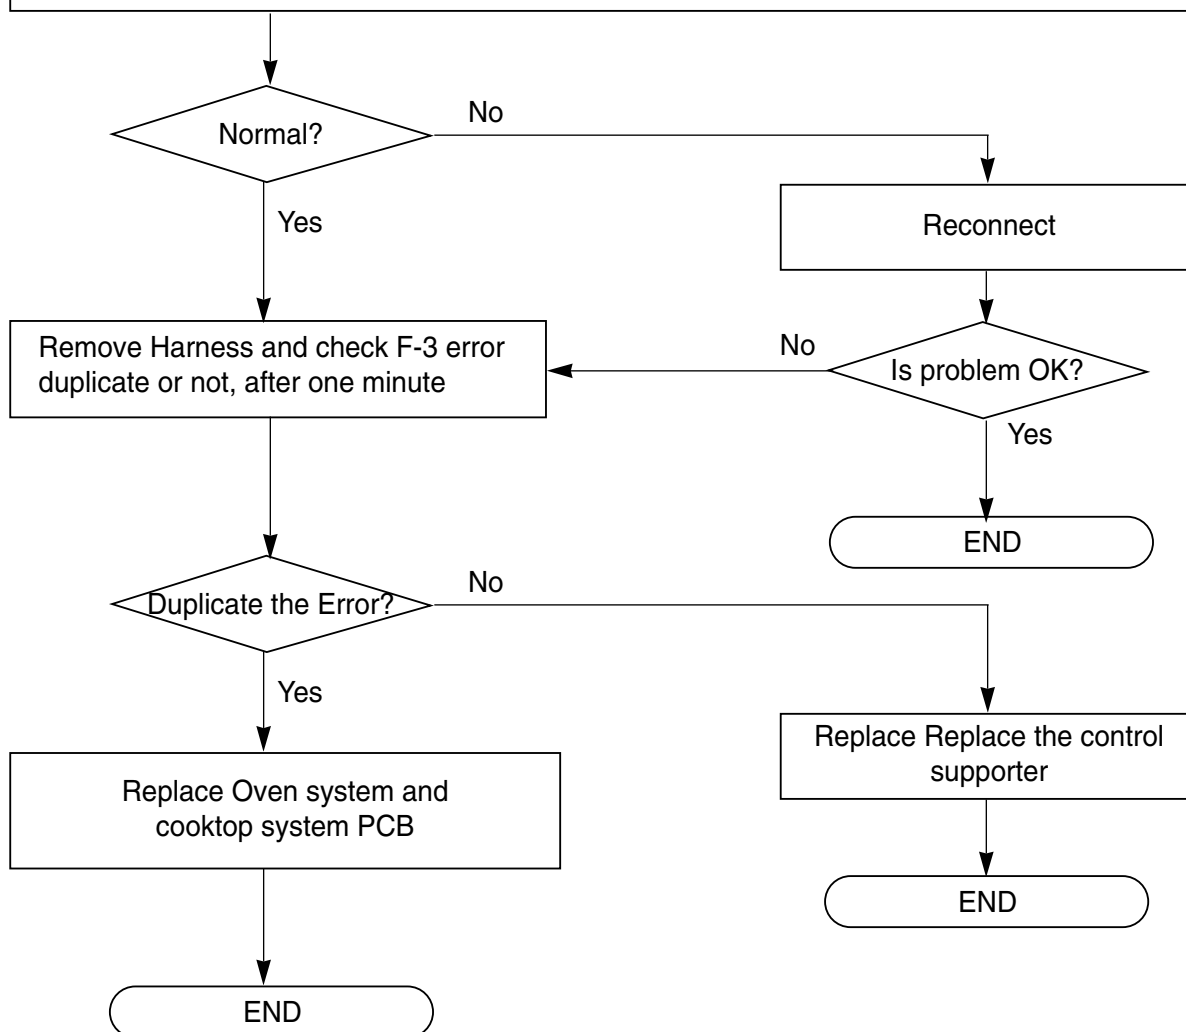 No
Normal?
Yes
Reconnect
Remove Harness and check F-3 error
duplicate or not, after one minute
No
Is problem OK?
Yes
END
No
Duplicate the Error?
Yes
Replace Replace the control
supporter
Replace Oven system and
cooktop system PCB
END
END